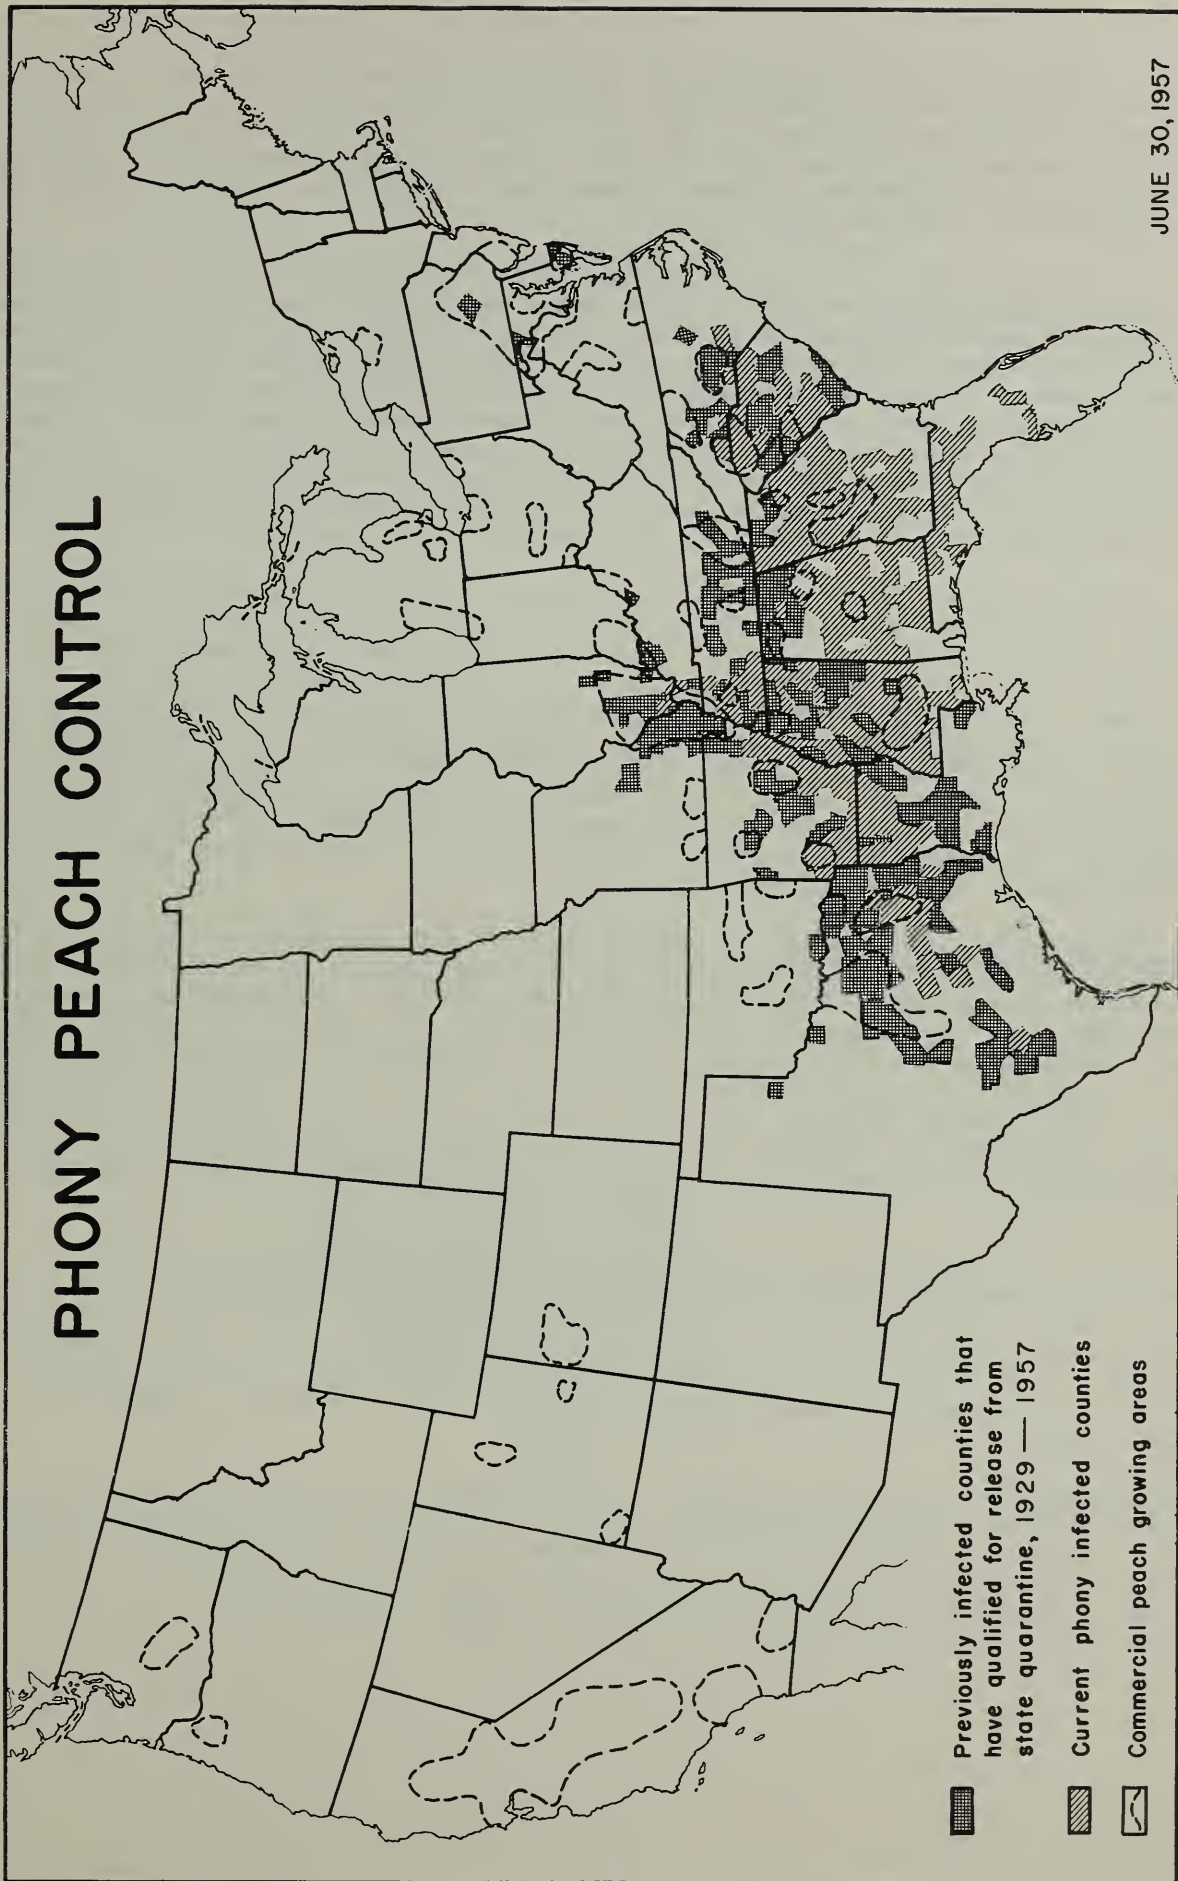 PHONY PEACH CONTROL
Previously infected counties that
have qualified for release from
state quarantine, 1929 — 1957
Current phony infected counties
Commercial peach growing areas
JUNE 30, 1957